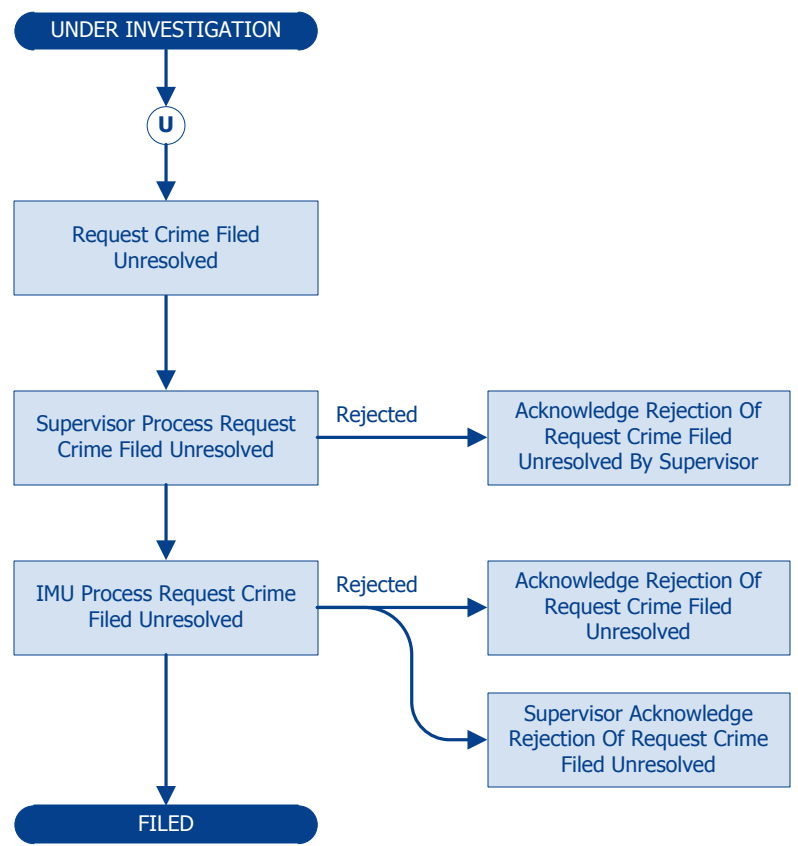 UNDER INVESTIGATION
U
Request Crime Filed
Unresolved
Supervisor Process Request
Crime Filed Unresolved
Rejected
Acknowledge Rejection Of
Request Crime Filed
Unresolved By Supervisor
IMU Process Request Crime
Filed Unresolved
Rejected
Acknowledge Rejection Of
Request Crime Filed
Unresolved
Supervisor Acknowledge
Rejection Of Request Crime
Filed Unresolved
FILED